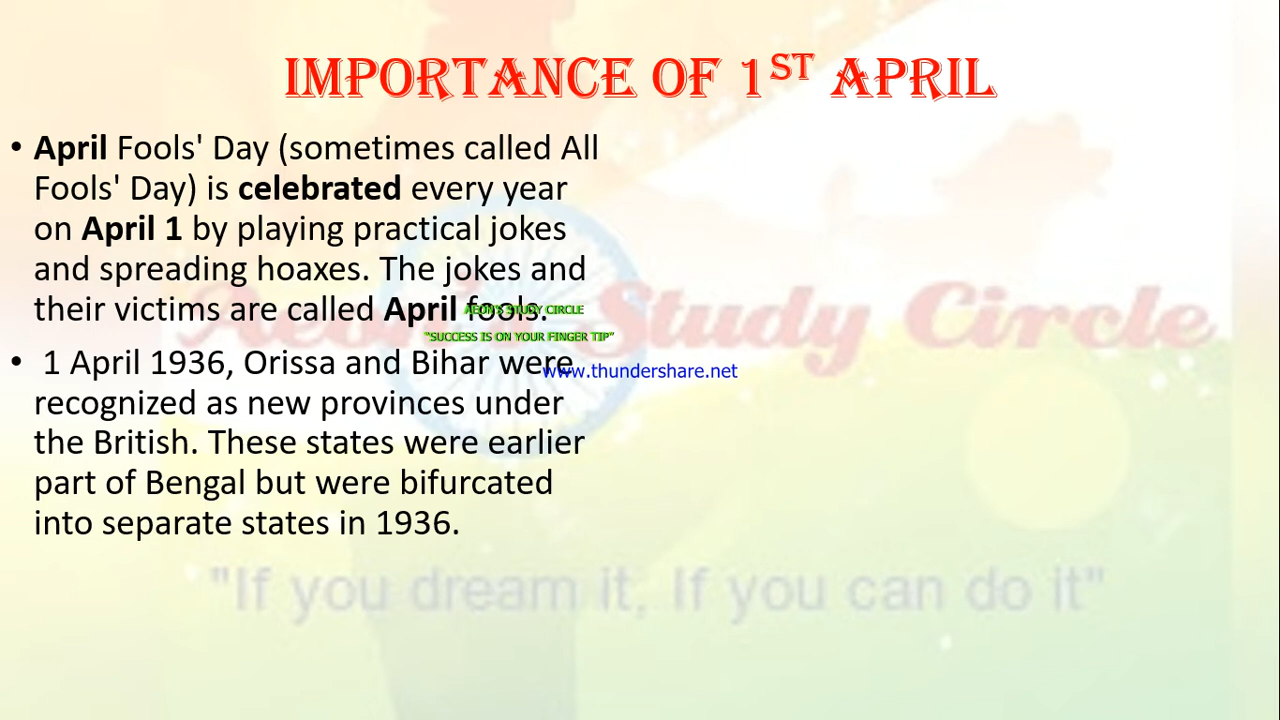 IMPORTANCE OF 1ST APRIL
• April Fools' Day (sometimes called All
Fools' Day) is celebrated every year
on April 1 by playing practical jokes
and spreading hoaxes. The jokes and
their victims are called April fools.
AEON'S STUDY CIRCLE
"SUCCESS IS ON YOUR FINGER TIP"
• 1 April 1936, Orissa and Bihar were
www.thundershare.net
recognized as new provinces under
the British. These states were earlier
part of Bengal but were bifurcated
into separate states in 1936.
Study Circle
"If you dream it, If you can do it"